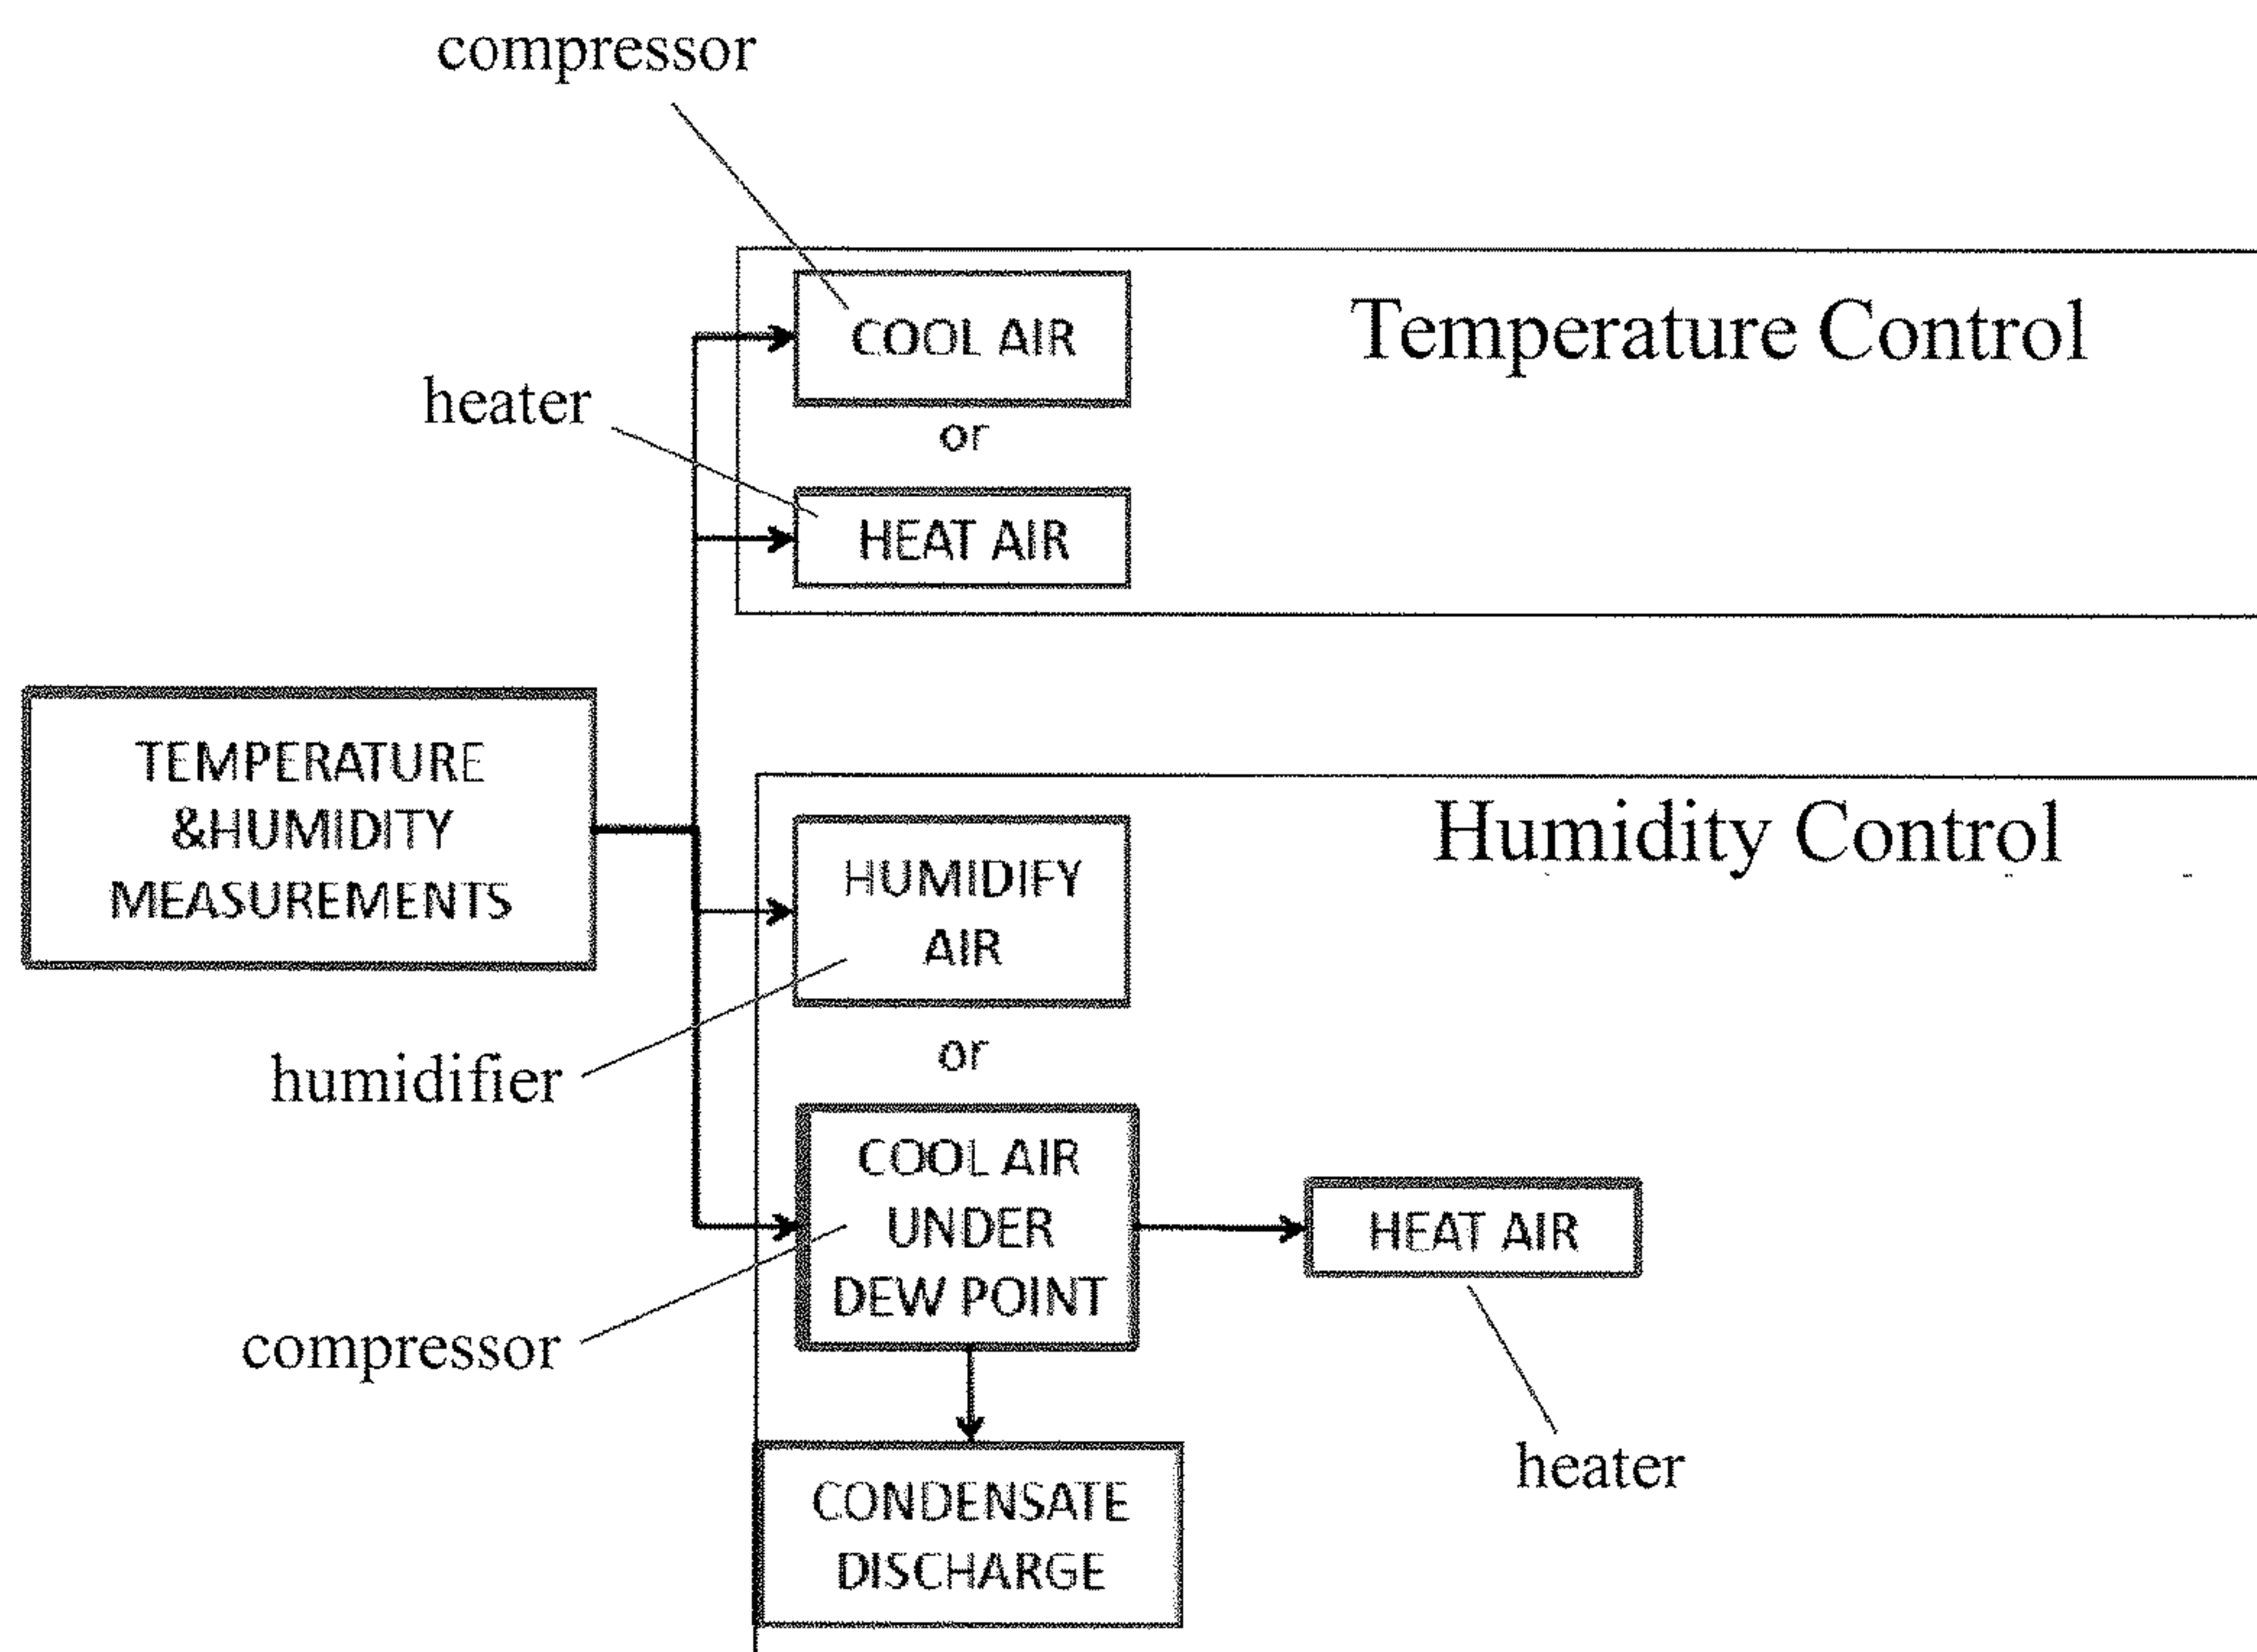 compressor
COOL AIR
Temperature Control
heater
or
HEAT AIR
TEMPERATURE
&HUMIDITY
MEASUREMENTS
Humidity Control
HUMIDIFY
AIR
humidifier
or
COOL AIR
UNDER
DEW POINT
HEAT AIR
compressor
heater
CONDENSATE
DISCHARGE